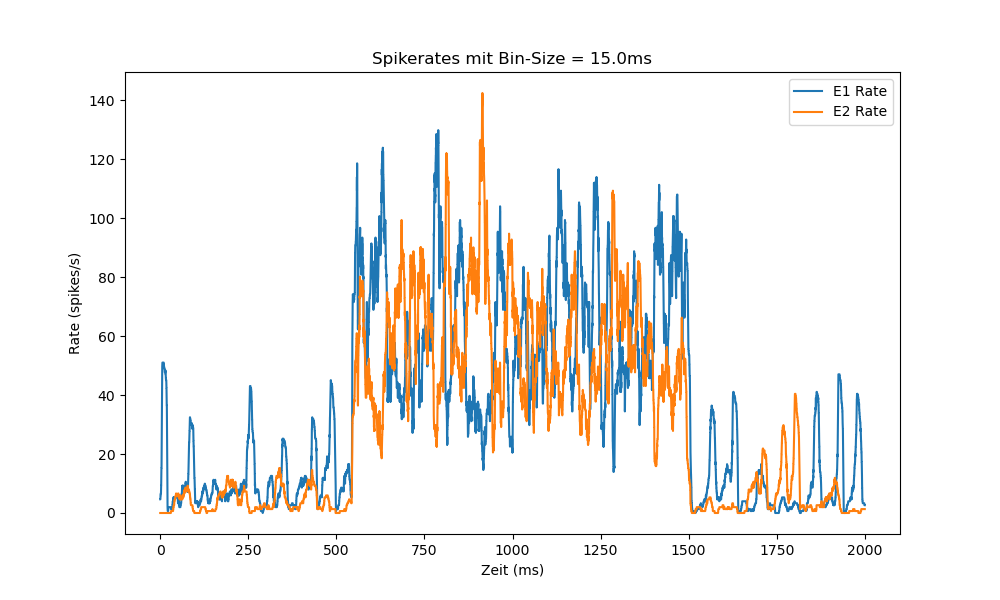 Spikerates mit Bin-Size = 15.0ms
E1 Rate
E2 Rate
Rate (spikes/s)
140
120
100
80
60
40
20
0
0 250 500 750 1000 1250 1500 1750 2000
Zeit (ms)